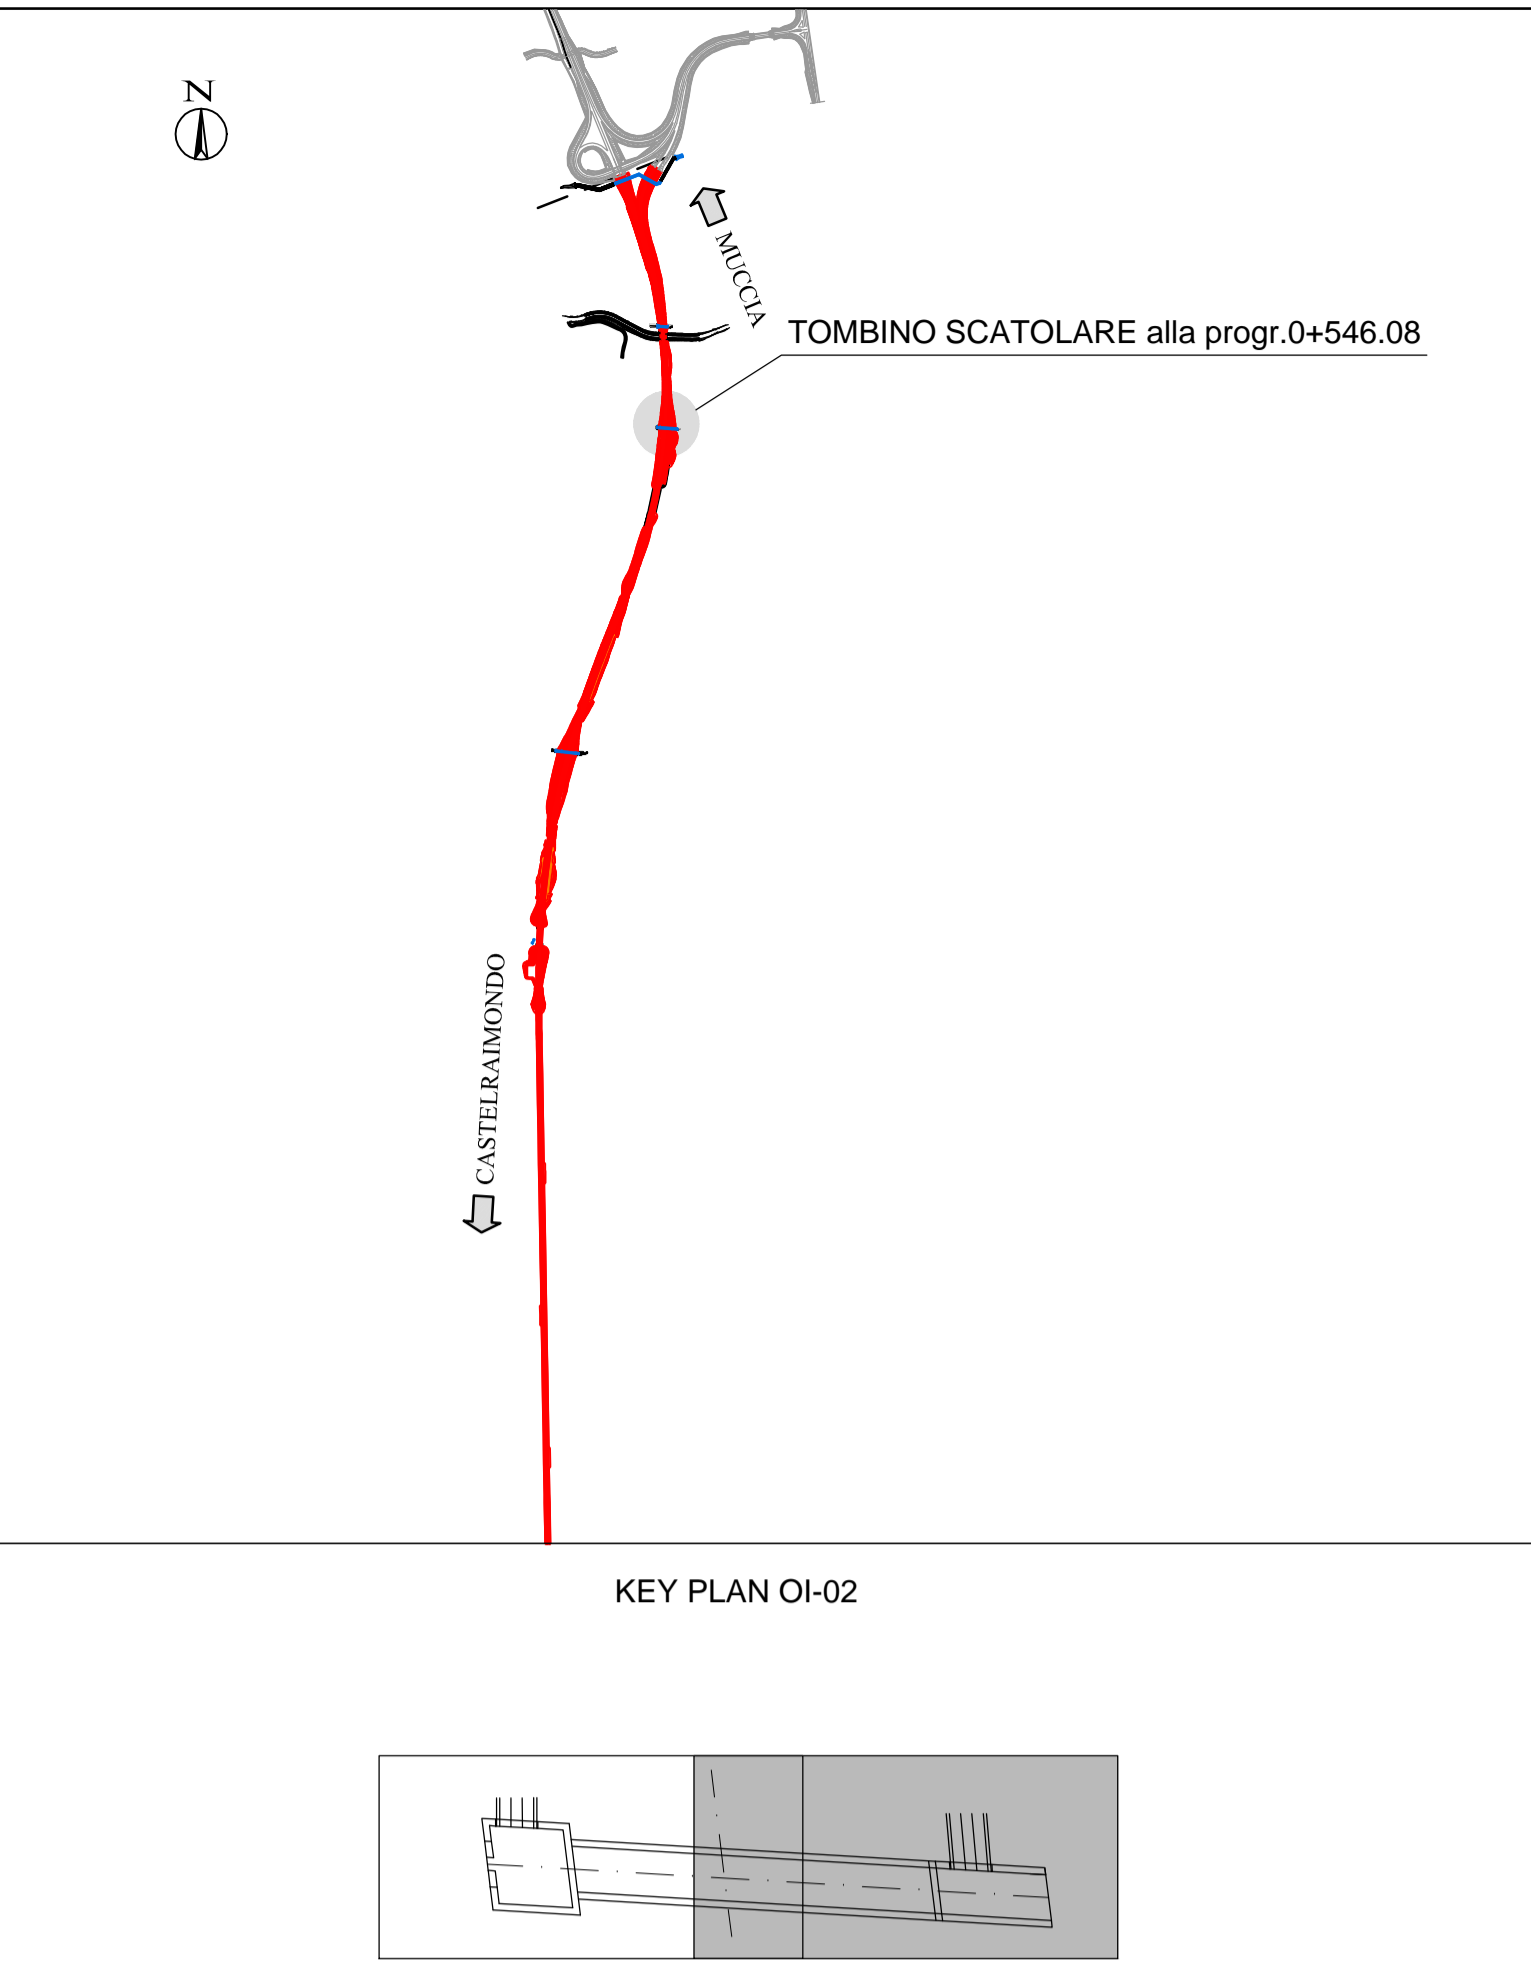 N
MUCCIA
TOMBINO SCATOLARE alla progr.0+546.08
CASTELRAIMONDO
KEY PLAN OI-02